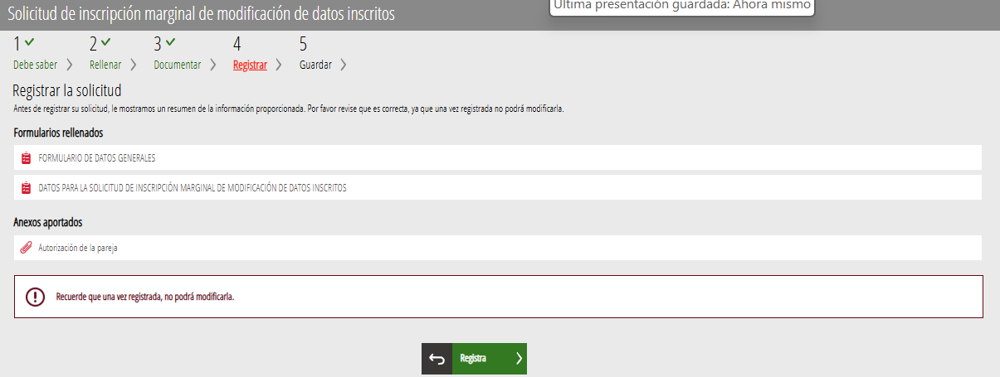 Solicitud de inscripción marginal de modificación de datos inscritos
Última presentación guardada: Ahora mismo
1 2 3 4 5
Debe saber Rellenar Documentar Registrar Guardar
Registrar la solicitud
Antes de registrar su solicitud, le mostramos un resumen de la información proporcionada. Por favor revise que es correcta, ya que una vez registrada no podrá modificarla.
Formularios rellenados
FORMULARIO DE DATOS GENERALES
DATOS PARA LA SOLICITUD DE INSCRIPCIÓN MARGINAL DE MODIFICACIÓN DE DATOS INSCRITOS
Anexos aportados
Autorización de la pareja
Recuerde que una vez registrada, no podrá modificarla.
Registra